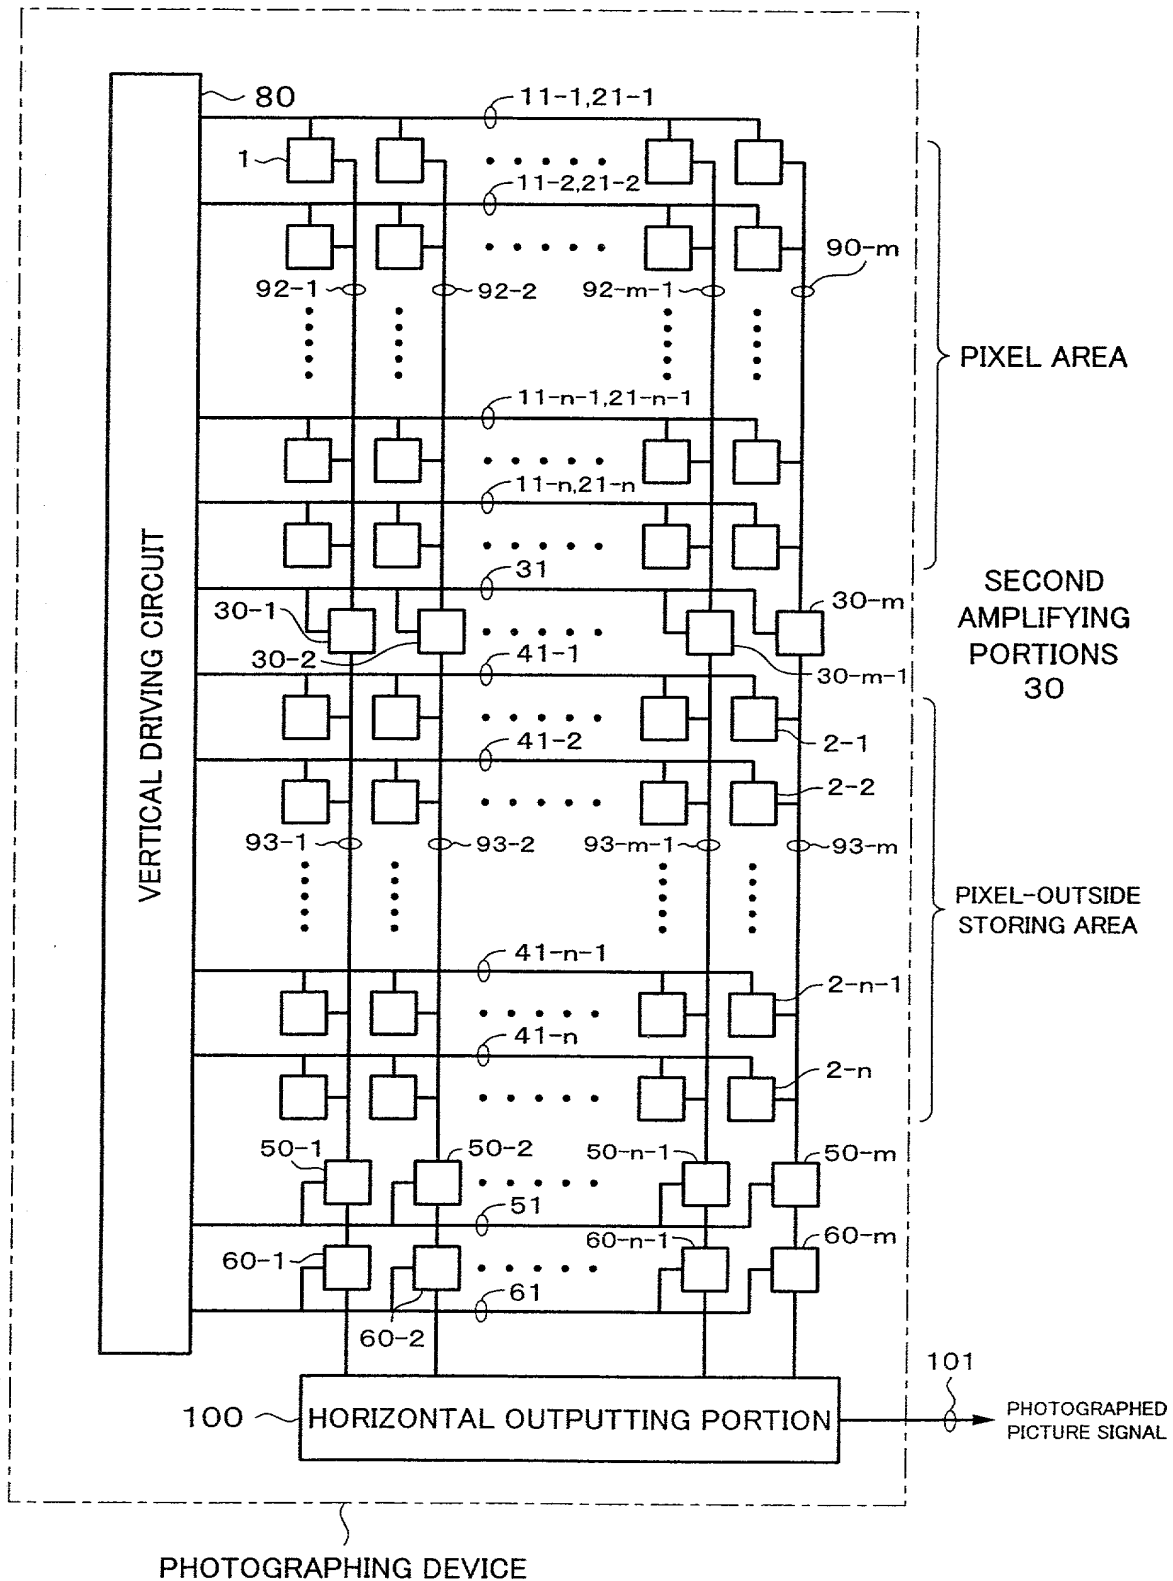 80
11-1,21-1
1
11-2,21-2
90-m
92-1
92-2
92-m-1
PIXEL AREA
11-n-1,21-n-1
11-n,21-n
VERTICAL DRIVING CIRCUIT
31
30-1
30-m
SECOND
AMPLIFYING
PORTIONS
30
30-2
41-1
30-m-1
41-2
2-1
2-2
93-1
93-2
93-m-1
93-m
PIXEL-OUTSIDE
STORING AREA
41-n-1
2-n-1
41-n
2-n
50-1
50-2
50-n-1
50-m
51
60-1
60-n-1
60-m
61
60-2
101
100
HORIZONTAL OUTPUTTING PORTION
PHOTOGRAPHED
PICTURE SIGNAL
PHOTOGRAPHING DEVICE